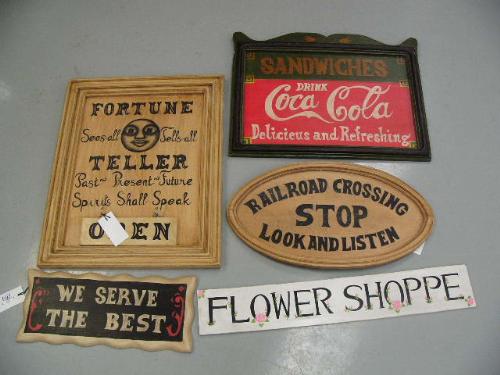 FORTUNE
Sees all Tells all
TELLER
Past ~ Present ~ Future
Spirits Shall Speak
OPEN
SANDWICHES
DRINK
Coca Cola
Delicious and Refreshing
RAILROAD CROSSING
STOP
LOOK AND LISTEN
WE SERVE
THE BEST
FLOWER SHOPPE